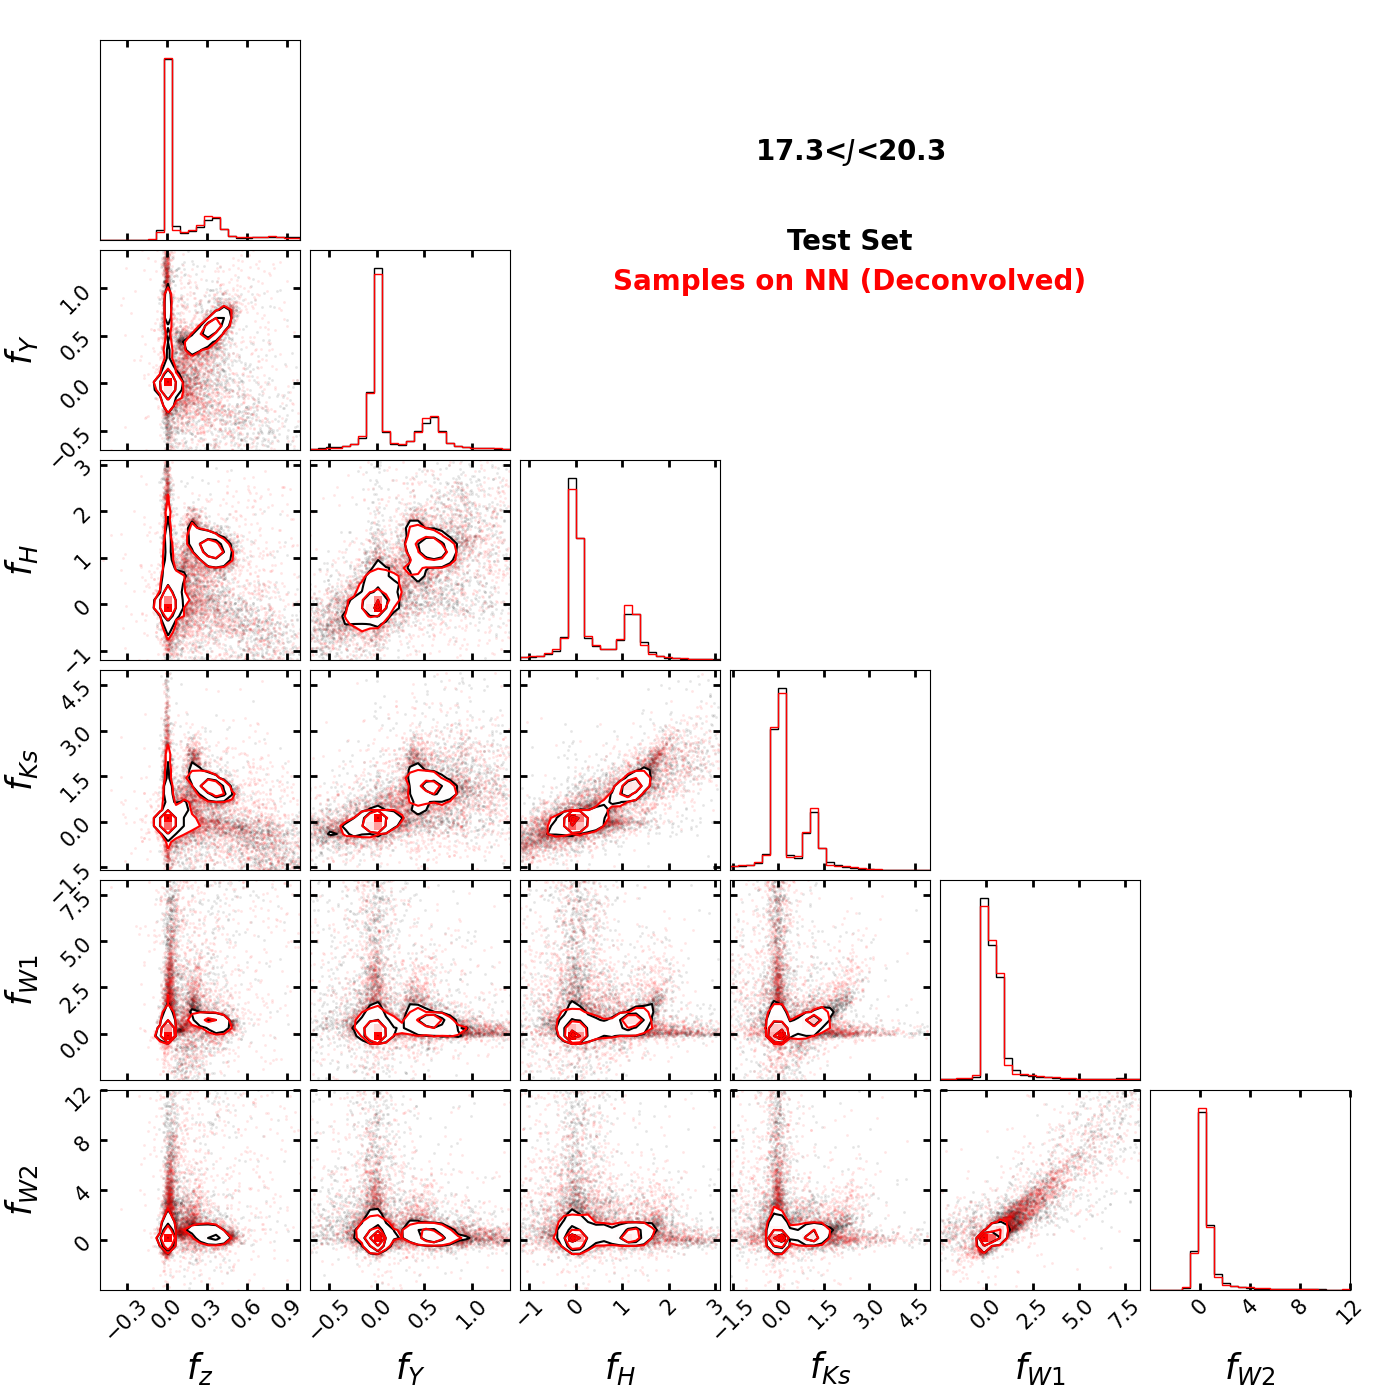 17.3<J<20.3
Test Set
Samples on NN (Deconvolved)
f_Y
1.0
0.5
0.0
−0.5
f_H
3
2
1
0
−1
f_Ks
4.5
3.0
1.5
0.0
−1.5
f_W1
7.5
5.0
2.5
0.0
f_W2
12
8
4
0
−0.3 0.0 0.3 0.6 0.9
−0.5 0.0 0.5 1.0
−1 0 1 2 3
−1.5 0.0 1.5 3.0 4.5
0.0 2.5 5.0 7.5
0 4 8 12
f_z f_Y f_H f_Ks f_W1 f_W2